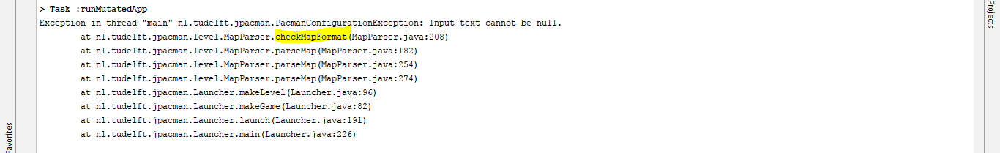 > Task :runMutatedApp
Exception in thread "main" nl.tudelft.jpacman.PacmanConfigurationException: Input text cannot be null.
at nl.tudelft.jpacman.level.MapParser.checkMapFormat(MapParser.java:208)
at nl.tudelft.jpacman.level.MapParser.parseMap(MapParser.java:182)
at nl.tudelft.jpacman.level.MapParser.parseMap(MapParser.java:254)
at nl.tudelft.jpacman.level.MapParser.parseMap(MapParser.java:274)
at nl.tudelft.jpacman.Launcher.makeLevel(Launcher.java:96)
at nl.tudelft.jpacman.Launcher.makeGame(Launcher.java:82)
at nl.tudelft.jpacman.Launcher.launch(Launcher.java:191)
at nl.tudelft.jpacman.Launcher.main(Launcher.java:226)
Favorites
Projects